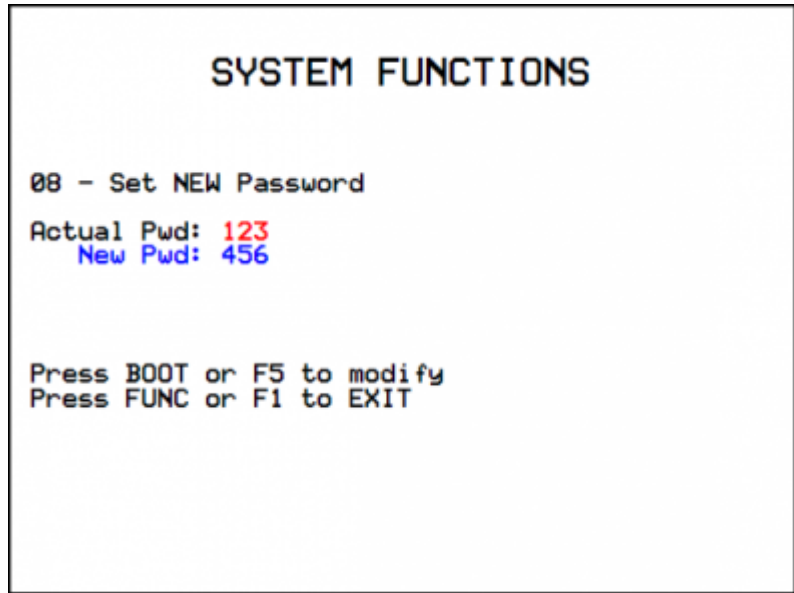 SYSTEM FUNCTIONS
08 - Set NEW Password
Actual Pwd: 123
New Pwd: 456
Press BOOT or F5 to modify
Press FUNC or F1 to EXIT